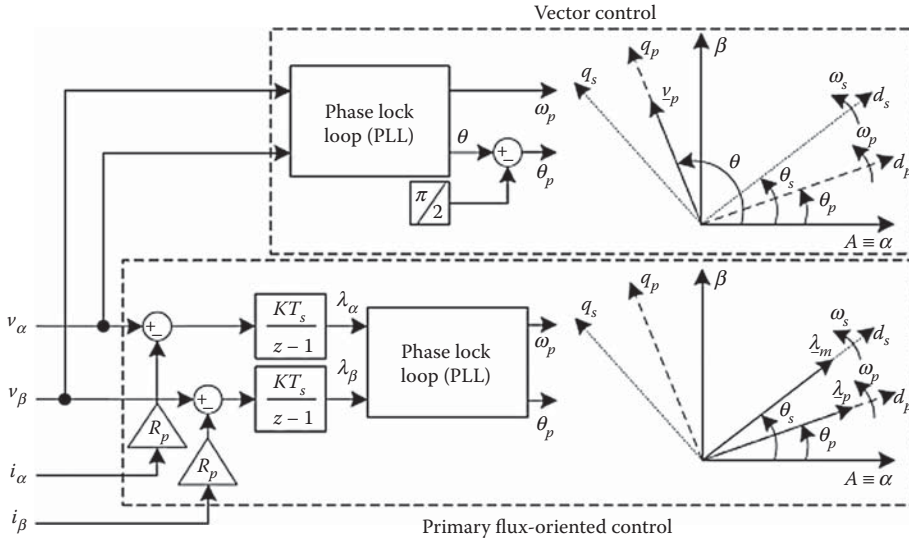 Vector control
Phase lock
loop (PLL)
ω_p
θ
+
−
θ_p
π/2
q_s
q_p
v_p
β
ω_s
d_s
ω_p
d_p
θ
θ_s
θ_p
A ≡ α
v_α
v_β
i_α
i_β
+
−
+
−
R_p
R_p
KT_s
z − 1
KT_s
z − 1
λ_α
λ_β
Phase lock
loop (PLL)
ω_p
θ_p
q_s
q_p
β
ω_s
λ_m
d_s
ω_p
λ_p
d_p
θ_s
θ_p
A ≡ α
Primary flux-oriented control